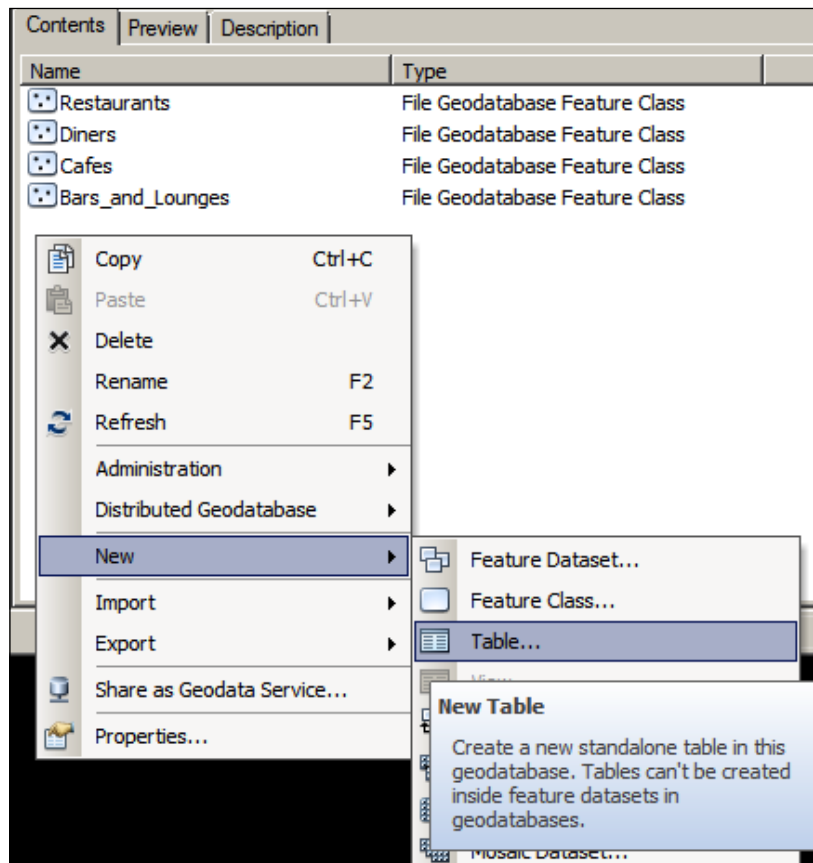 Contents Preview Description
Name Type
Restaurants File Geodatabase Feature Class
Diners File Geodatabase Feature Class
Cafes File Geodatabase Feature Class
Bars_and_Lounges File Geodatabase Feature Class
Copy Ctrl+C
Paste Ctrl+V
Delete
Rename F2
Refresh F5
Administration
Distributed Geodatabase
New
Feature Dataset...
Import
Feature Class...
Export
Table...
Share as Geodata Service...
Properties...
New Table
Create a new standalone table in this
geodatabase. Tables can't be created
inside feature datasets in
geodatabases.
Mosaic Dataset...